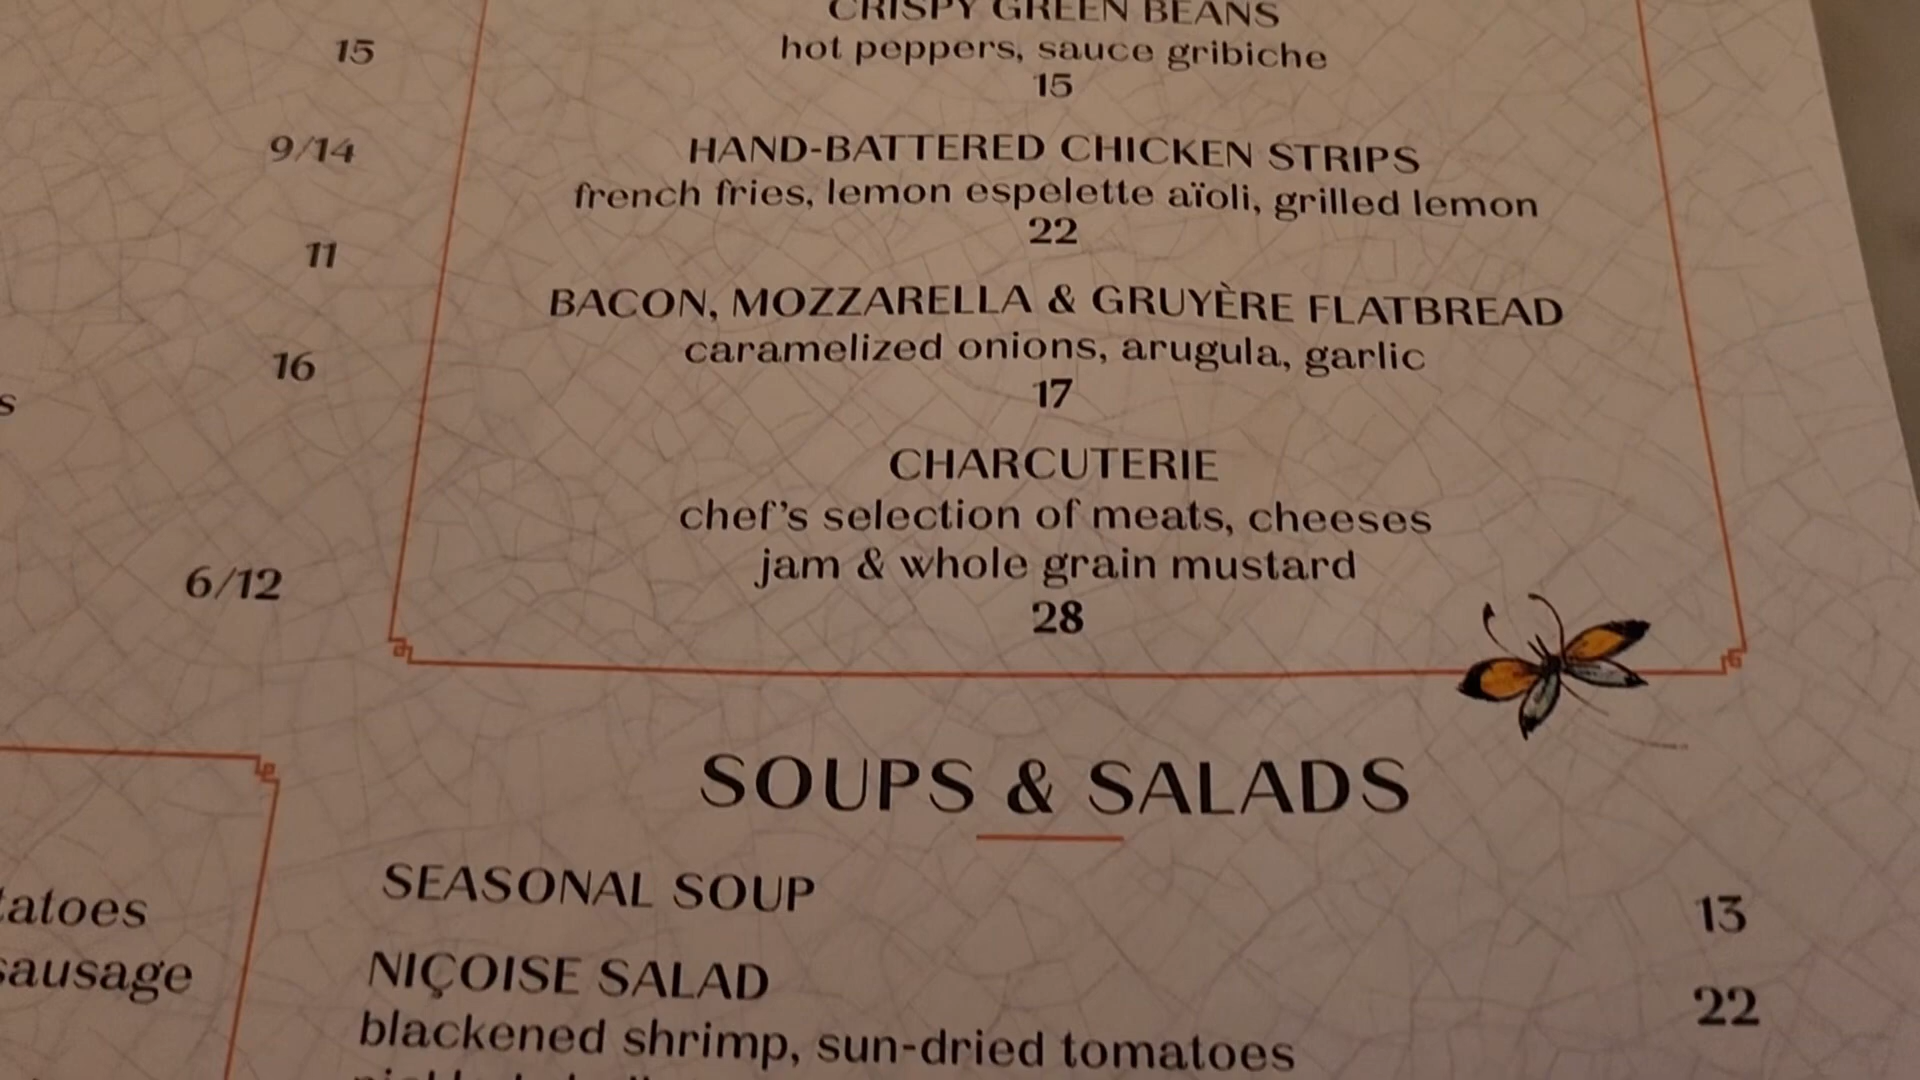 15
9/14
11
16
s
6/12
tatoes
sausage
CRISPY GREEN BEANS
hot peppers, sauce gribiche
15
HAND-BATTERED CHICKEN STRIPS
french fries, lemon espelette aïoli, grilled lemon
22
BACON, MOZZARELLA & GRUYÈRE FLATBREAD
caramelized onions, arugula, garlic
17
CHARCUTERIE
chef's selection of meats, cheeses
jam & whole grain mustard
28
SOUPS & SALADS
SEASONAL SOUP 13
NIÇOISE SALAD 22
blackened shrimp, sun-dried tomatoes